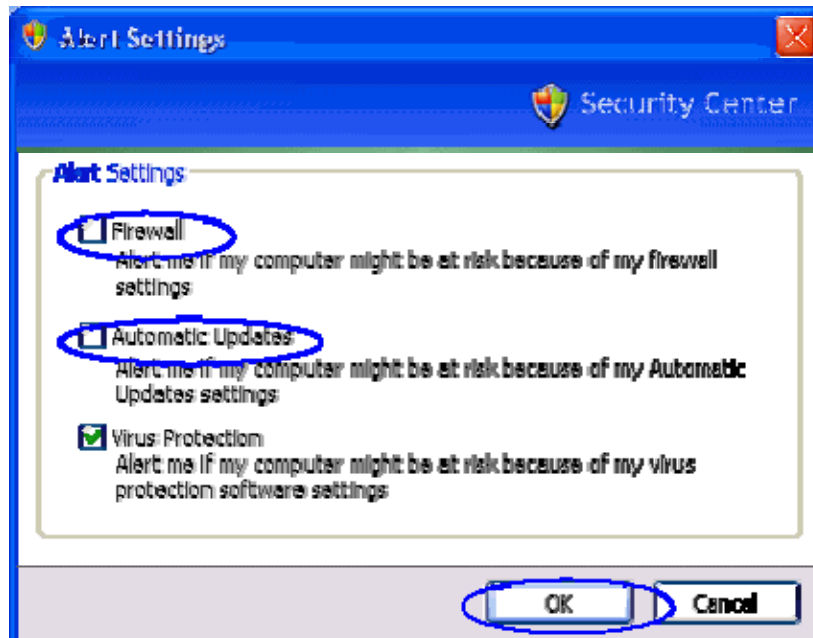 Alert Settings
Security Center
Alert Settings
Firewall
Alert me if my computer might be at risk because of my firewall
settings
Automatic Updates
Alert me if my computer might be at risk because of my Automatic
Updates settings
Virus Protection
Alert me if my computer might be at risk because of my virus
protection software settings
OK Cancel